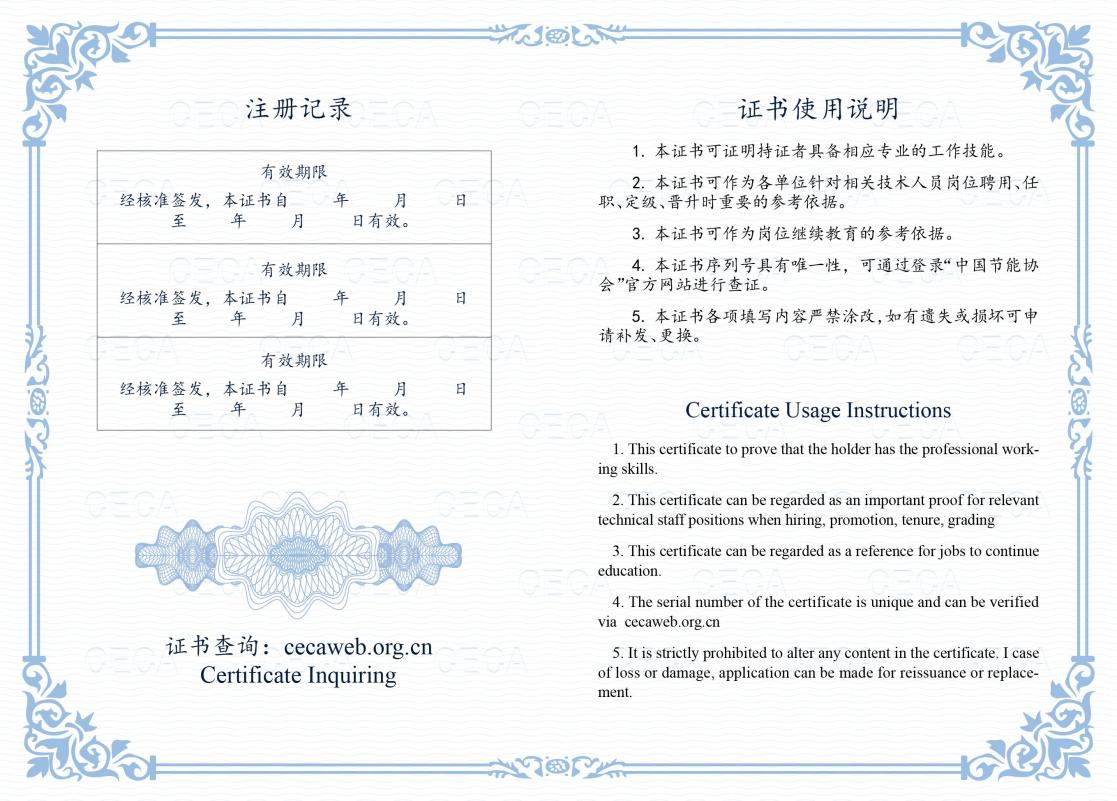 注册记录
有效期限
经核准签发，本证书自 年 月 日
至 年 月 日有效。
有效期限
经核准签发，本证书自 年 月 日
至 年 月 日有效。
有效期限
经核准签发，本证书自 年 月 日
至 年 月 日有效。
证书查询：cecaweb.org.cn
Certificate Inquiring
证书使用说明
1. 本证书可证明持证者具备相应专业的工作技能。
2. 本证书可作为各单位针对相关技术人员岗位聘用、任
职、定级、晋升时重要的参考依据。
3. 本证书可作为岗位继续教育的参考依据。
4. 本证书序列号具有唯一性，可通过登录“中国节能协
会”官方网站进行查证。
5. 本证书各项填写内容严禁涂改，如有遗失或损坏可申
请补发、更换。
Certificate Usage Instructions
1. This certificate to prove that the holder has the professional work-
ing skills.
2. This certificate can be regarded as an important proof for relevant
technical staff positions when hiring, promotion, tenure, grading
3. This certificate can be regarded as a reference for jobs to continue
education.
4. The serial number of the certificate is unique and can be verified
via cecaweb.org.cn
5. It is strictly prohibited to alter any content in the certificate. I case
of loss or damage, application can be made for reissuance or replace-
ment.
CECA